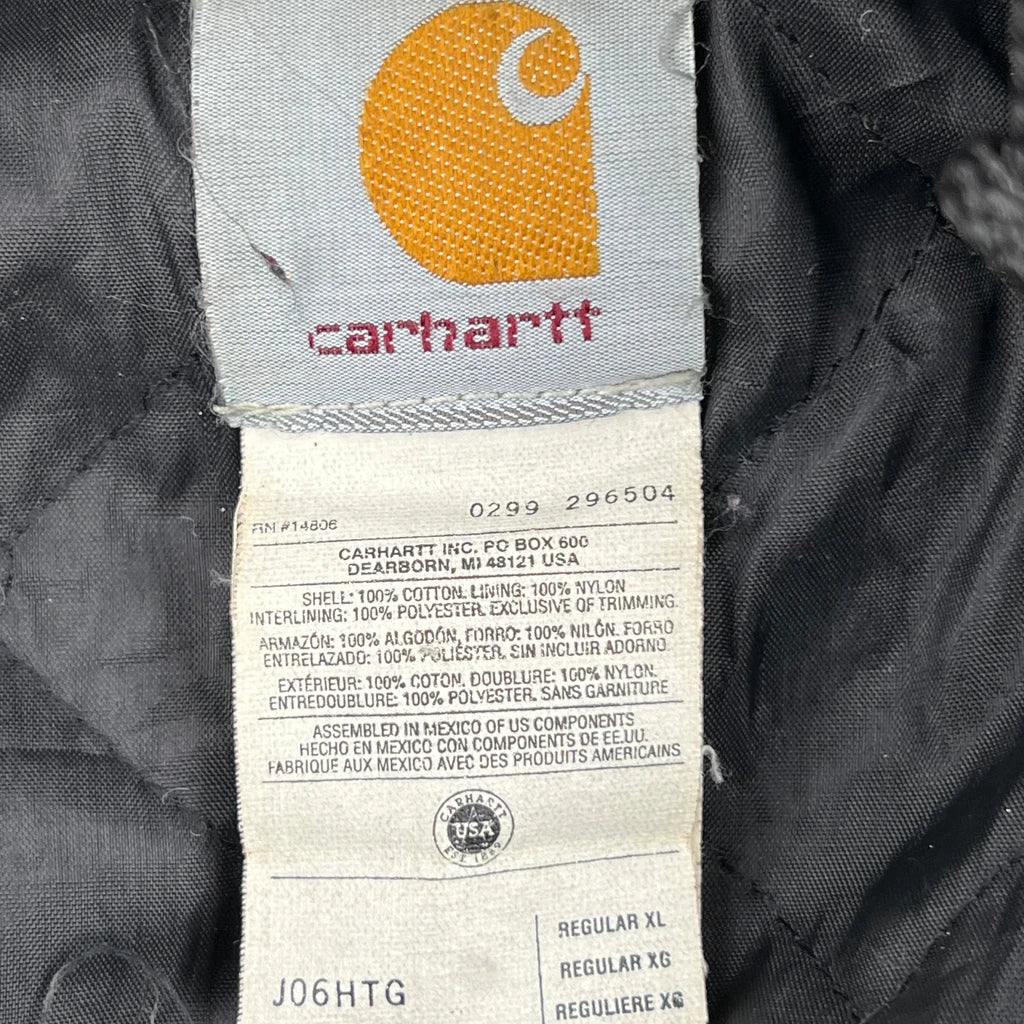 carhartt
RN #14806
0299 296504
CARHARTT INC. PO BOX 600
DEARBORN, MI 48121 USA
SHELL: 100% COTTON. LINING: 100% NYLON
INTERLINING: 100% POLYESTER. EXCLUSIVE OF TRIMMING.
ARMAZÓN: 100% ALGODÓN, FORRO: 100% NILÓN. FORRO
ENTRELAZADO: 100% POLIÉSTER. SIN INCLUIR ADORNO.
EXTÉRIEUR: 100% COTON. DOUBLURE: 100% NYLON.
ENTREDOUBLURE: 100% POLYESTER. SANS GARNITURE
ASSEMBLED IN MEXICO OF US COMPONENTS
HECHO EN MEXICO CON COMPONENTS DE EE.UU.
FABRIQUE AUX MEXICO AVEC DES PRODUITS AMERICAINS
CARHARTT
USA
EST. 1889
REGULAR XL
REGULAR XG
J06HTG
REGULIERE XG